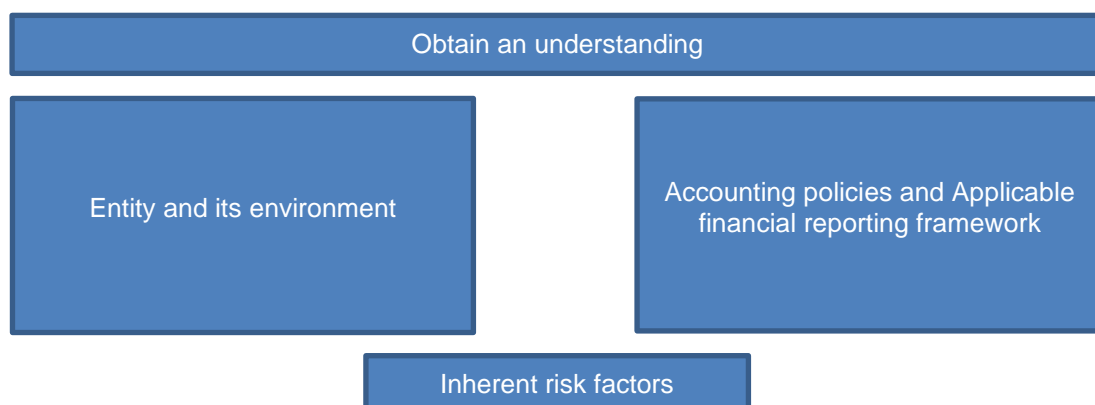 Obtain an understanding
Entity and its environment
Accounting policies and Applicable
financial reporting framework
Inherent risk factors